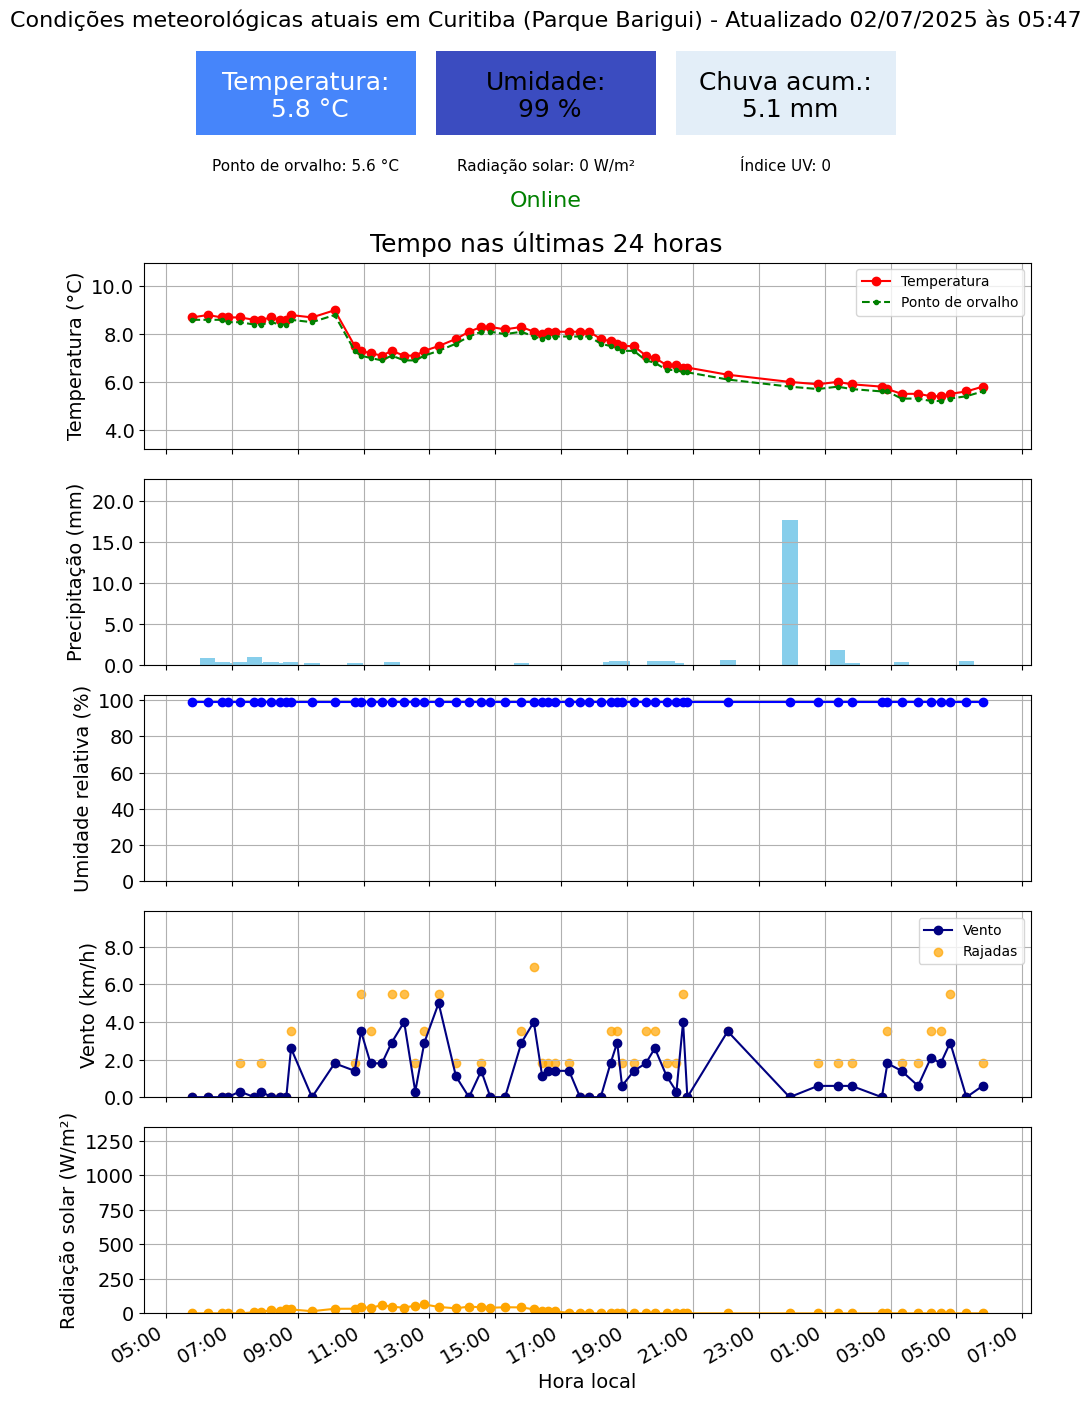 Condições meteorológicas atuais em Curitiba (Parque Barigui) - Atualizado 02/07/2025 às 05:47
Temperatura:
5.8 °C
Umidade:
99 %
Chuva acum.:
5.1 mm
Ponto de orvalho: 5.6 °C
Radiação solar: 0 W/m²
Índice UV: 0
Online
Tempo nas últimas 24 horas
Temperatura (°C)
10.0
8.0
6.0
4.0
Temperatura
Ponto de orvalho
Precipitação (mm)
20.0
15.0
10.0
5.0
0.0
Umidade relativa (%)
100
80
60
40
20
0
Vento (km/h)
8.0
6.0
4.0
2.0
0.0
Vento
Rajadas
Radiação solar (W/m²)
1250
1000
750
500
250
0
05:00
07:00
09:00
11:00
13:00
15:00
17:00
19:00
21:00
23:00
01:00
03:00
05:00
07:00
Hora local